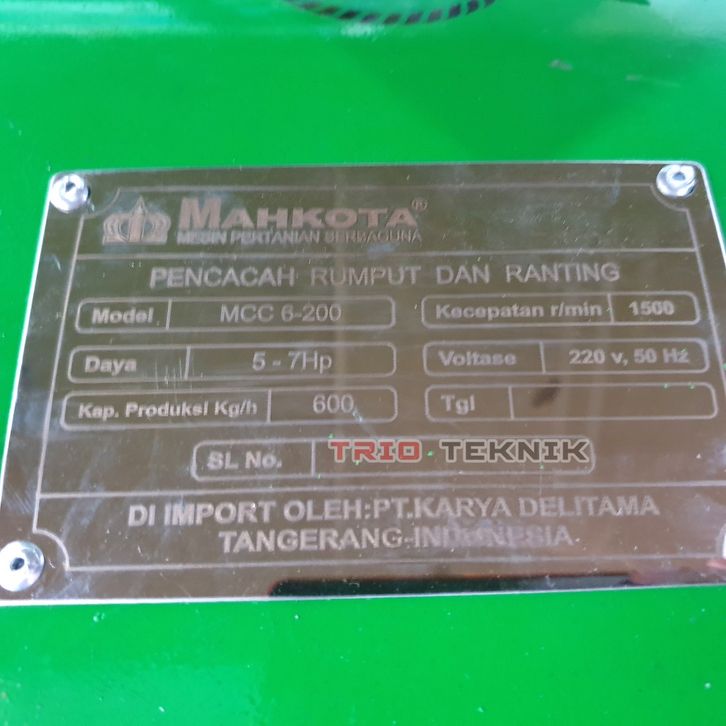 MAHKOTA®
MESIN PERTANIAN BERNAGUNA
PENCACAH RUMPUT DAN RANTING
Model MCC 6-200 Kecepatan r/min 1500
Daya 5 - 7Hp Voltase 220 v, 50 Hz
Kap. Produksi Kg/h 600 Tgl
TRIO TEKNIK
SL No.
DI IMPORT OLEH:PT.KARYA DELITAMA
TANGERANG-INDONESIA